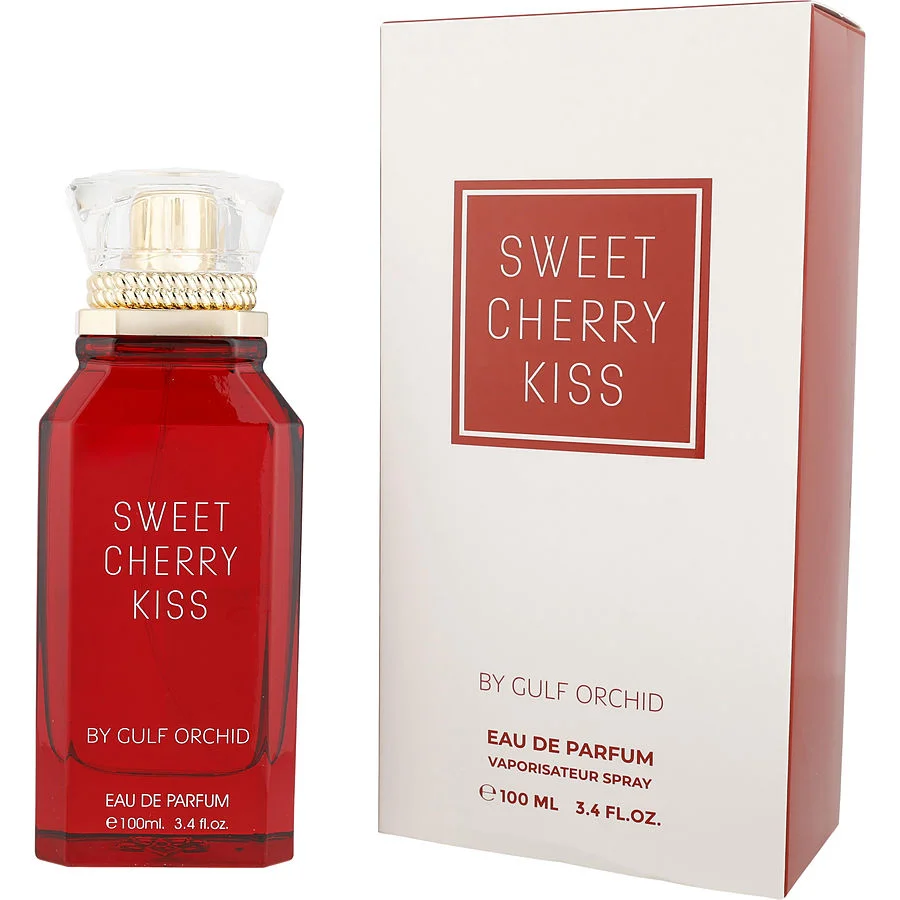 SWEET
CHERRY
KISS
BY GULF ORCHID
EAU DE PARFUM
℮100ml. 3.4 fl.oz.
SWEET
CHERRY
KISS
BY GULF ORCHID
EAU DE PARFUM
VAPORISATEUR SPRAY
℮100 ML 3.4 FL.OZ.